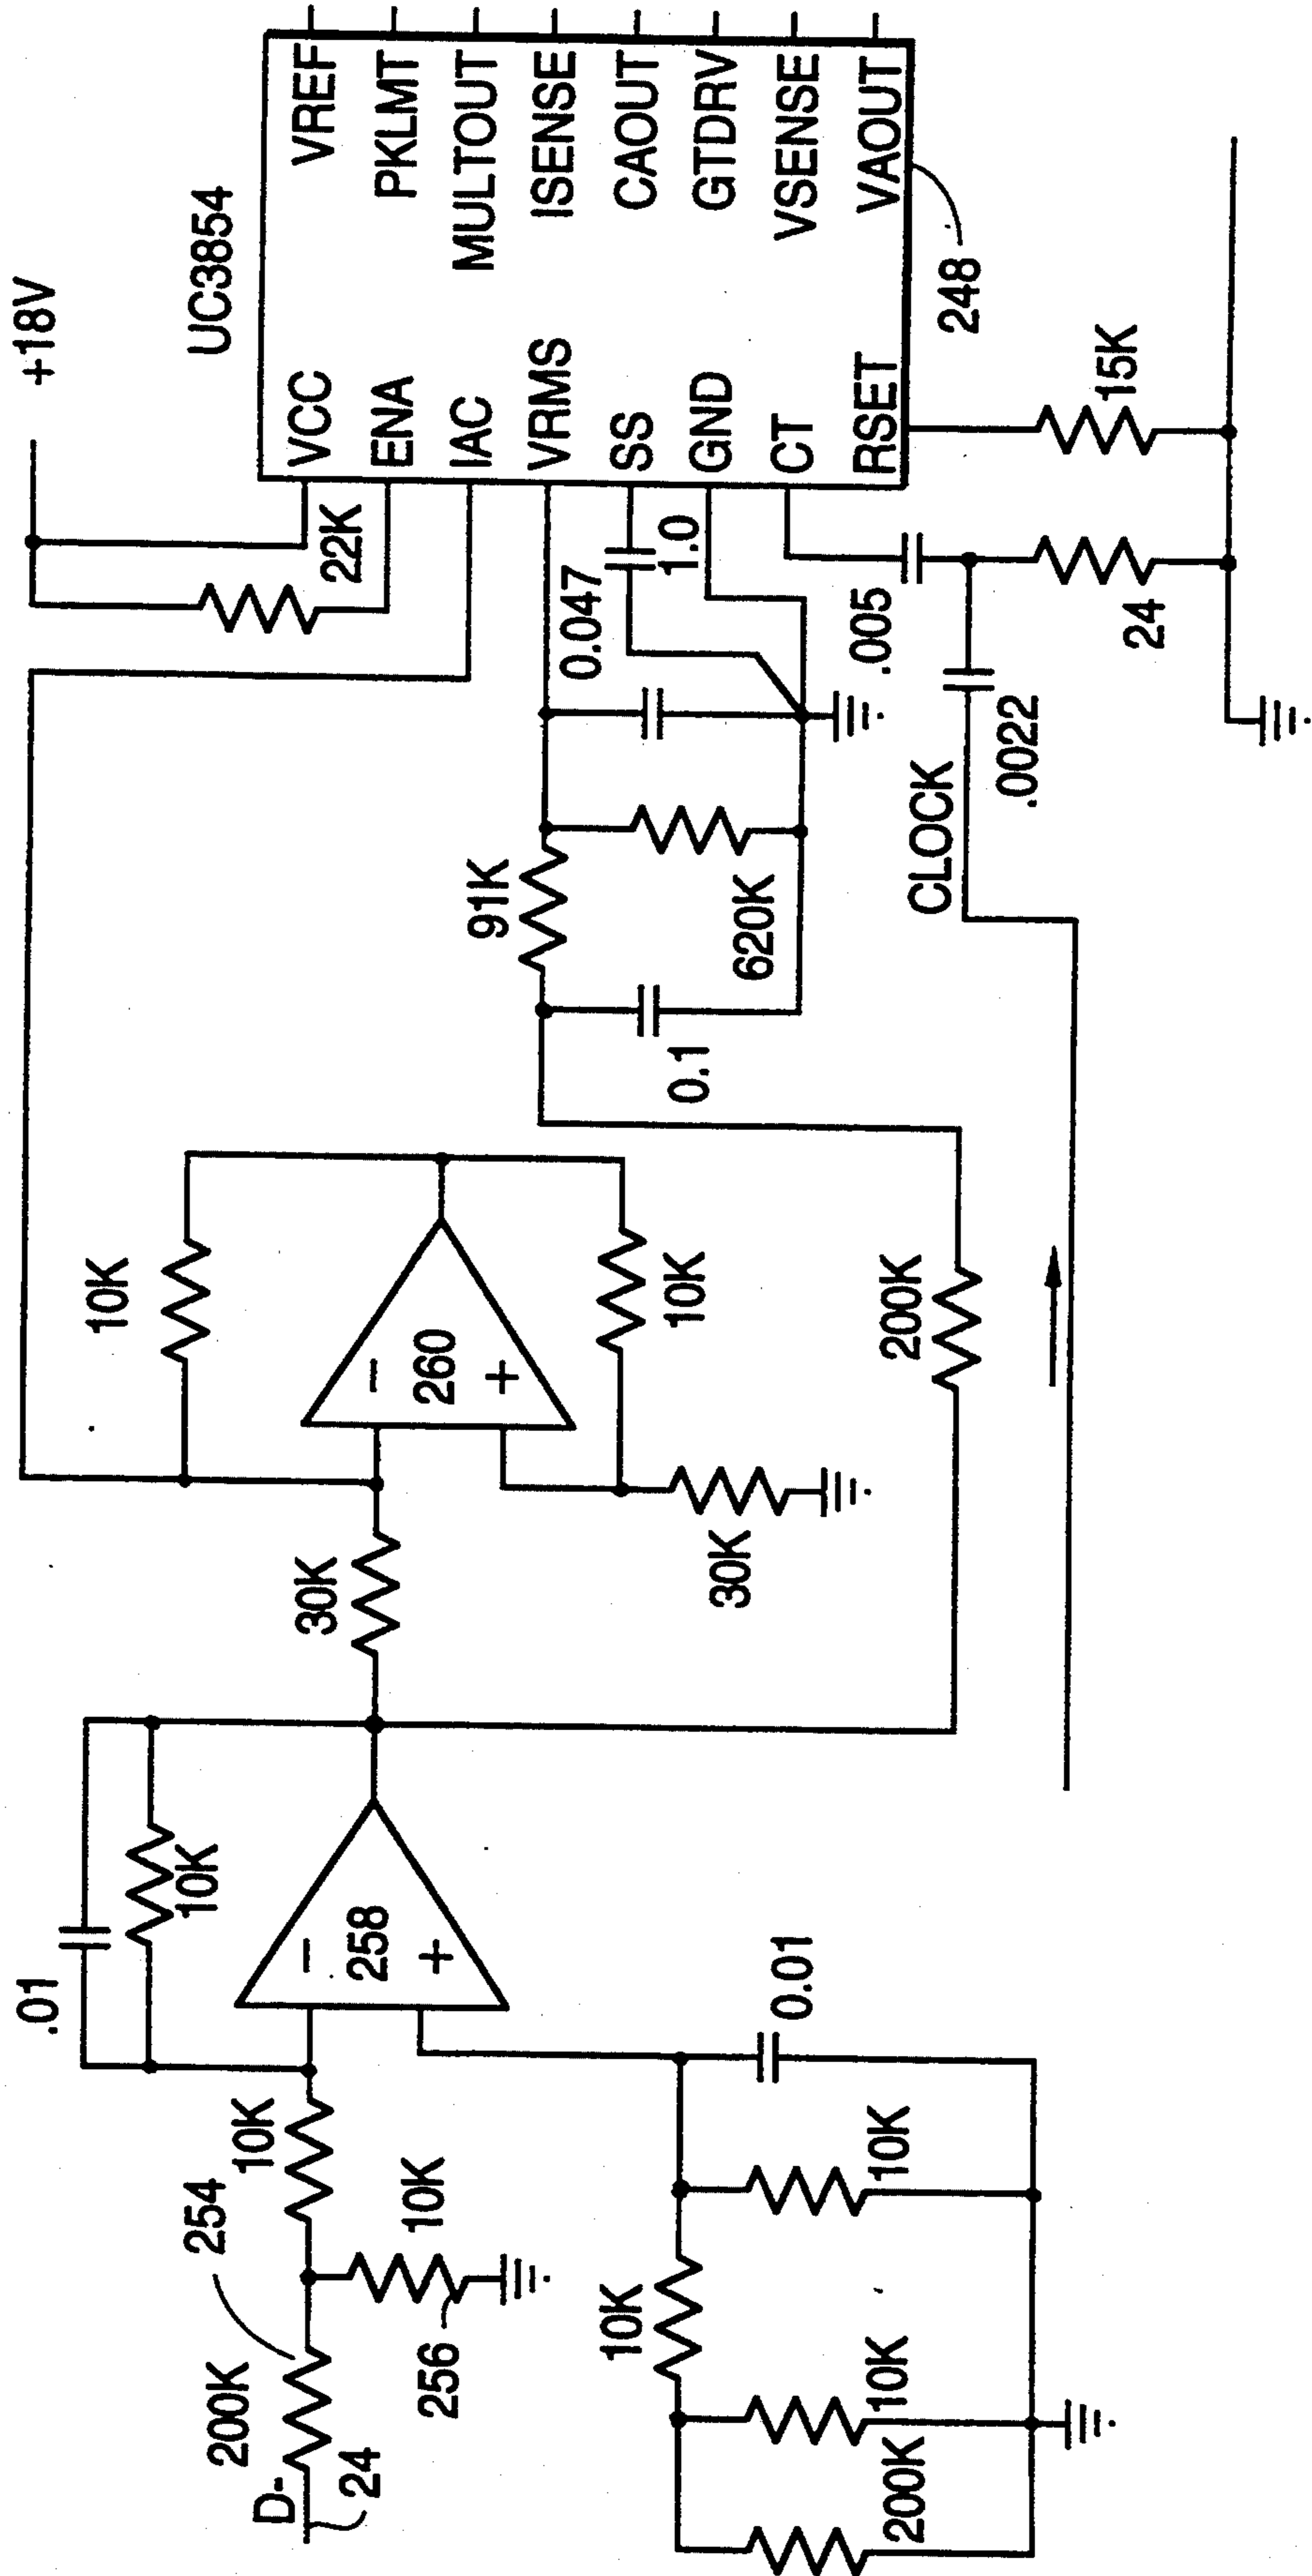 +18V
UC3854
VCC
ENA
IAC
VRMS
SS
GND
CT
RSET
VREF
PKLMT
MULTOUT
ISENSE
CAOUT
GTDRV
VSENSE
VAOUT
248
22K
0.047
1.0
.005
15K
24
.0022
CLOCK
91K
620K
0.1
200K
10K
260
−
+
10K
30K
30K
.01
10K
258
−
+
10K
254
200K
D-
24
10K
256
0.01
10K
10K
10K
200K